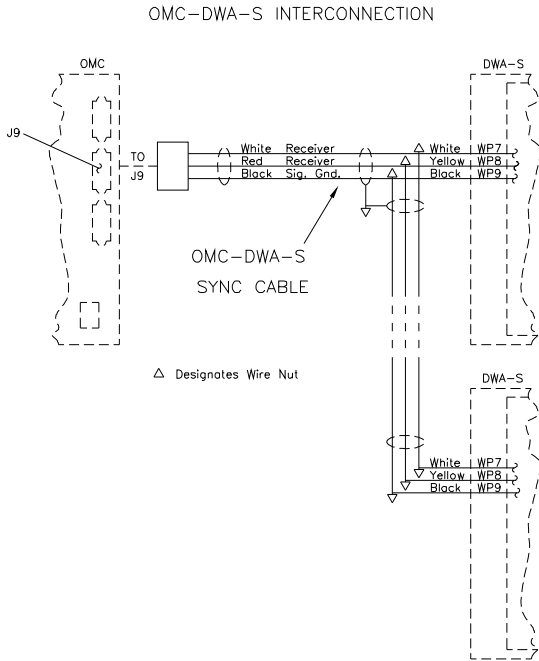 OMC-DWA-S INTERCONNECTION
OMC
DWA-S
J9
TO
J9
White Receiver
Red Receiver
Black Sig. Gnd.
White WP7
Yellow WP8
Black WP9
OMC-DWA-S
SYNC CABLE
Designates Wire Nut
DWA-S
White WP7
Yellow WP8
Black WP9